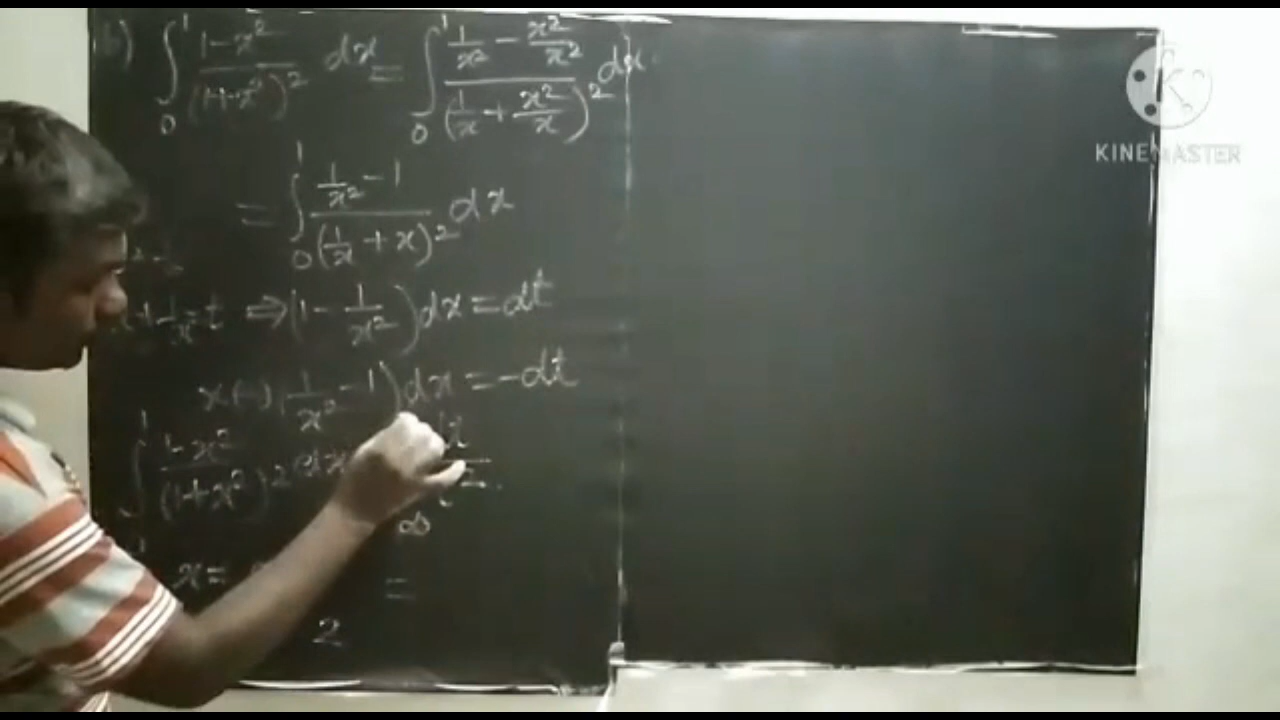 ∫₀¹ (1-x²)/(1+x²)² dx = ∫₀¹ (1/x² - x²/x²)/(1/x + x²/x)² dx
= ∫₀¹ (1/x² - 1)/(1/x + x)² dx
x + 1/x = t ⇒ (1 - 1/x²) dx = dt
x(-) (1/x² - 1) dx = -dt
∫ (1-x²)/(1+x²)² dx
∞
x = =
2
KINEMASTER